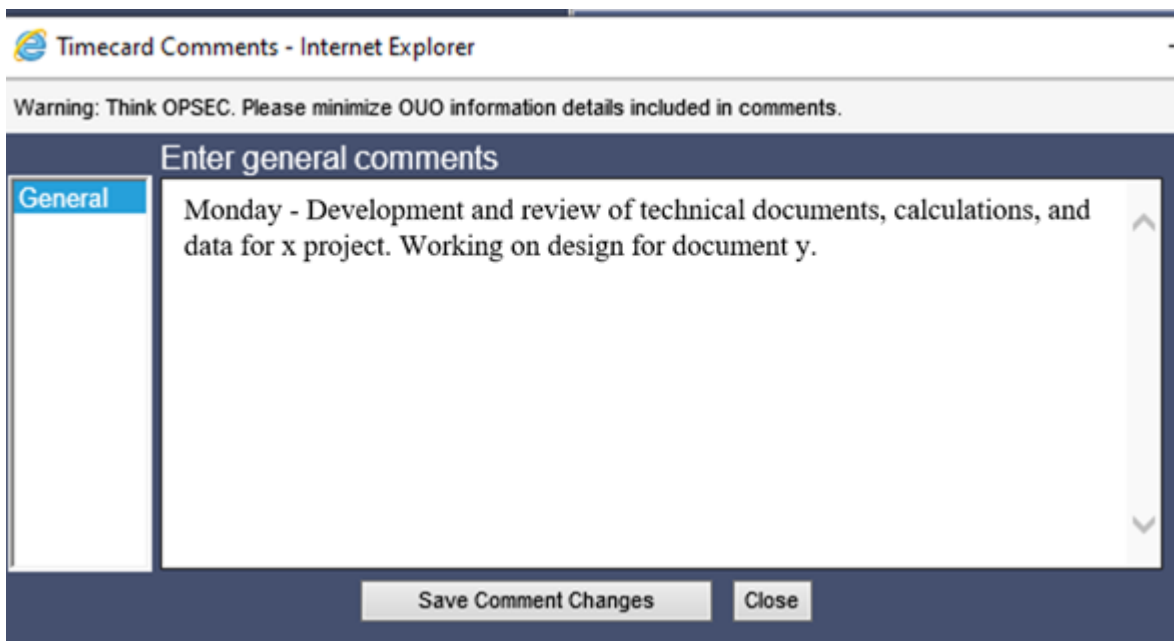 Timecard Comments - Internet Explorer
Warning: Think OPSEC. Please minimize OUO information details included in comments.
Enter general comments
General
Monday - Development and review of technical documents, calculations, and
data for x project. Working on design for document y.
Save Comment Changes
Close